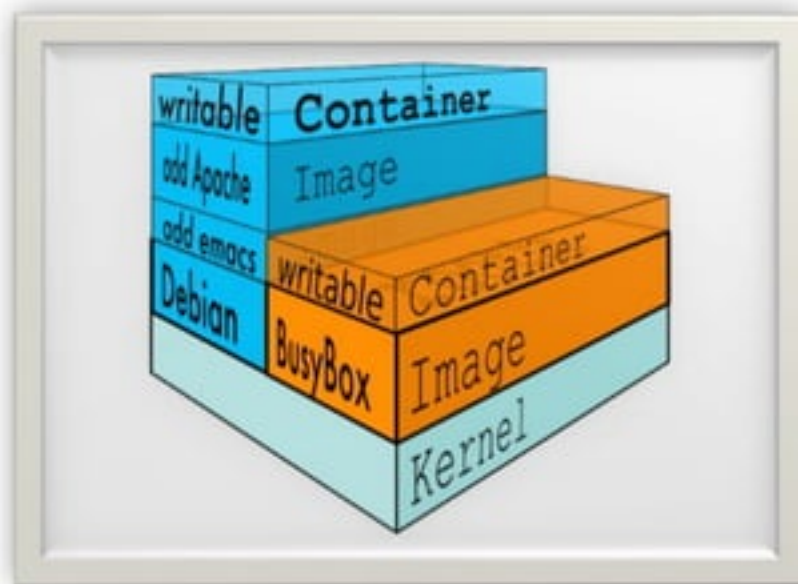 writable Container
add Apache Image
add emacs
Debian
writable Container
BusyBox Image
Kernel